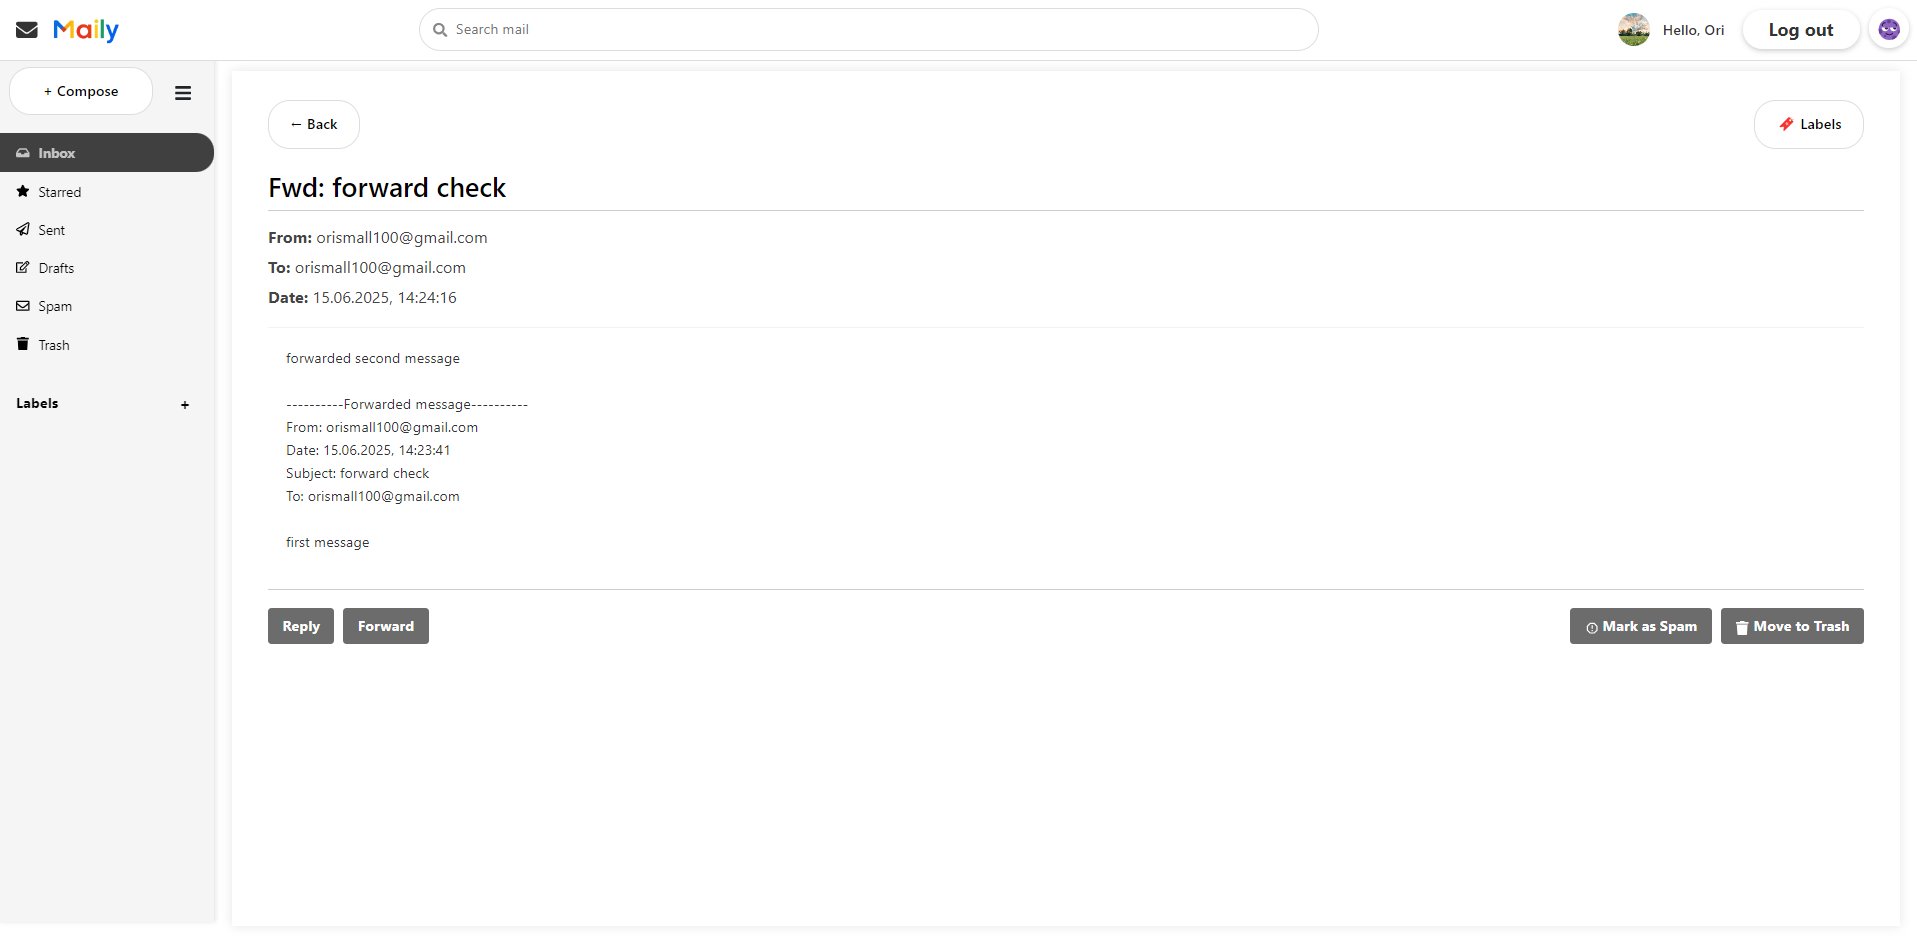 Maily
Search mail
Hello, Ori
Log out
+ Compose
Inbox
Starred
Sent
Drafts
Spam
Trash
Labels +
← Back
Labels
Fwd: forward check
From: orismall100@gmail.com
To: orismall100@gmail.com
Date: 15.06.2025, 14:24:16
forwarded second message
----------Forwarded message----------
From: orismall100@gmail.com
Date: 15.06.2025, 14:23:41
Subject: forward check
To: orismall100@gmail.com
first message
Reply
Forward
Mark as Spam
Move to Trash